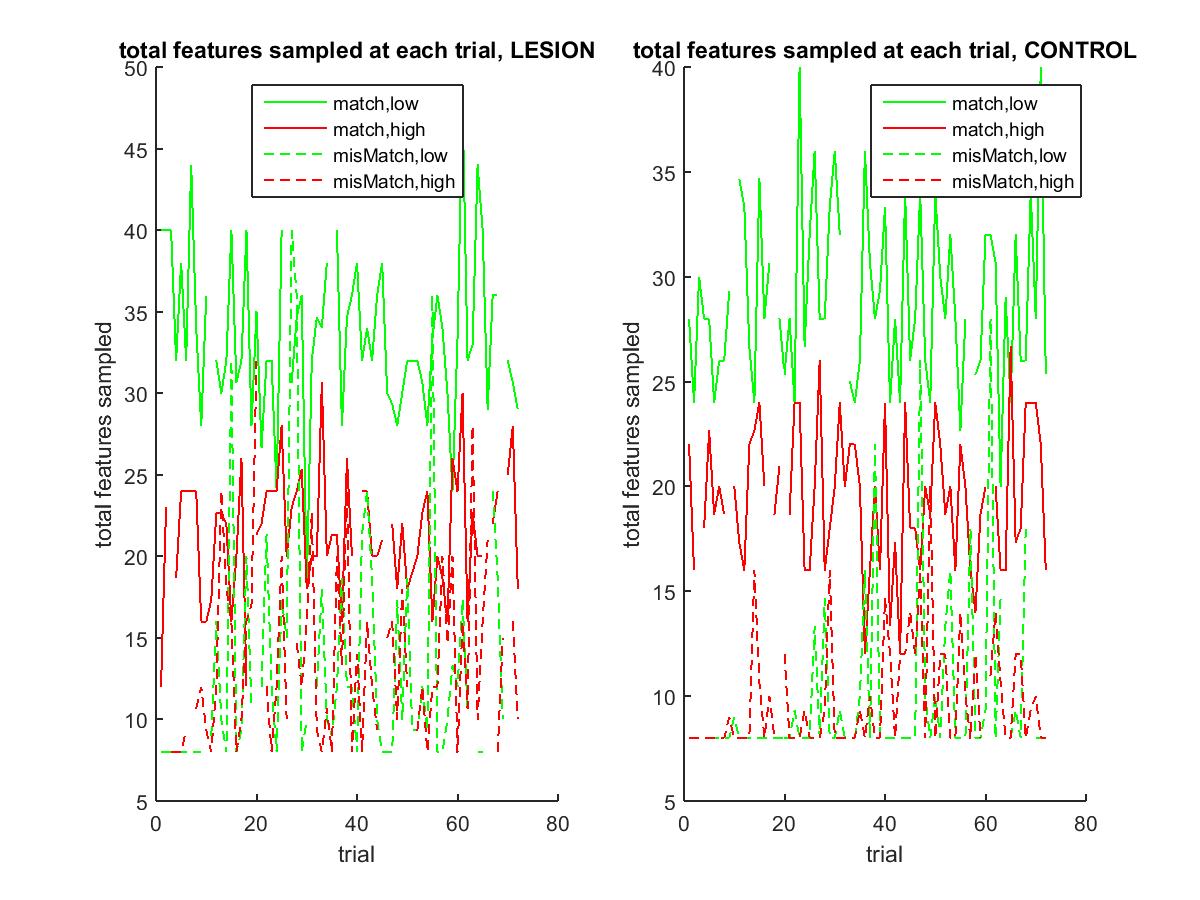 total features sampled at each trial, LESION
50
45
40
35
30
25
20
15
10
5
total features sampled
0
20
40
60
80
trial
match,low
match,high
misMatch,low
misMatch,high
total features sampled at each trial, CONTROL
40
35
30
25
20
15
10
5
total features sampled
0
20
40
60
80
trial
match,low
match,high
misMatch,low
misMatch,high